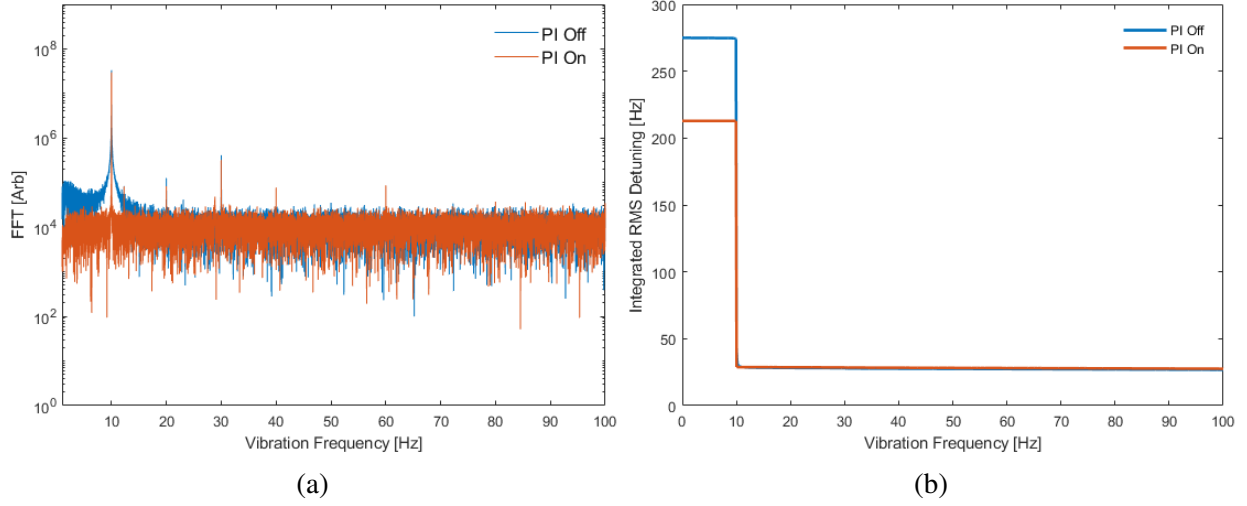 PI Off
PI On
10^8
10^6
10^4
10^2
10^0
FFT [Arb]
10 20 30 40 50 60 70 80 90 100
Vibration Frequency [Hz]
(a)
PI Off
PI On
300
250
200
150
100
50
0
Integrated RMS Detuning [Hz]
0 10 20 30 40 50 60 70 80 90 100
Vibration Frequency [Hz]
(b)